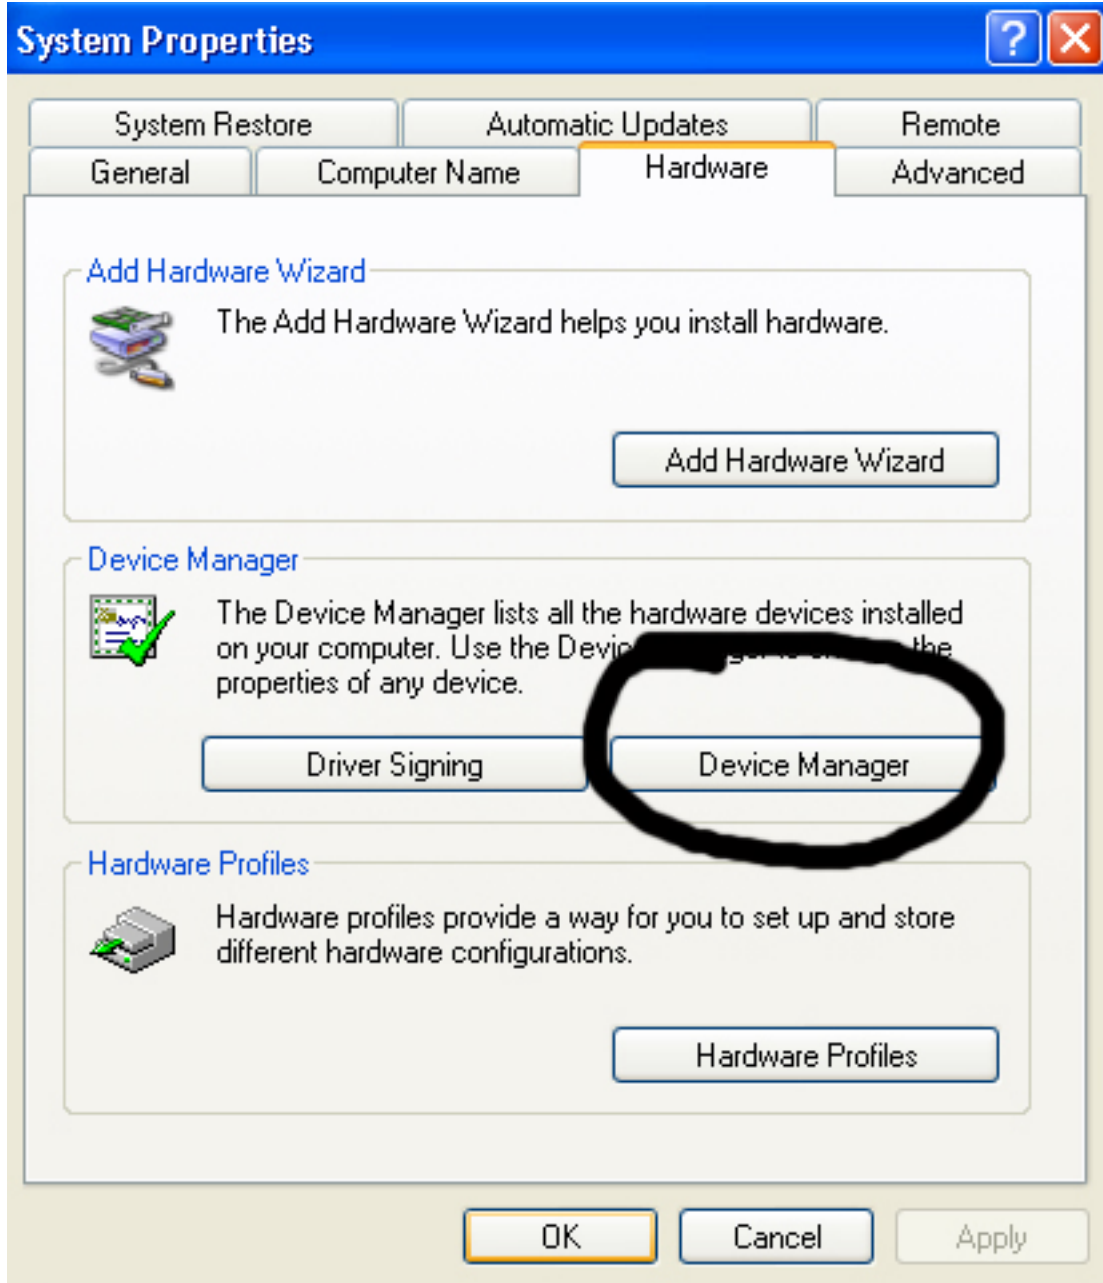 System Properties
System Restore Automatic Updates Remote
General Computer Name Hardware Advanced
Add Hardware Wizard
The Add Hardware Wizard helps you install hardware.
Add Hardware Wizard
Device Manager
The Device Manager lists all the hardware devices installed
on your computer. Use the the
properties of any device.
Driver Signing Device Manager
Hardware Profiles
Hardware profiles provide a way for you to set up and store
different hardware configurations.
Hardware Profiles
OK Cancel Apply